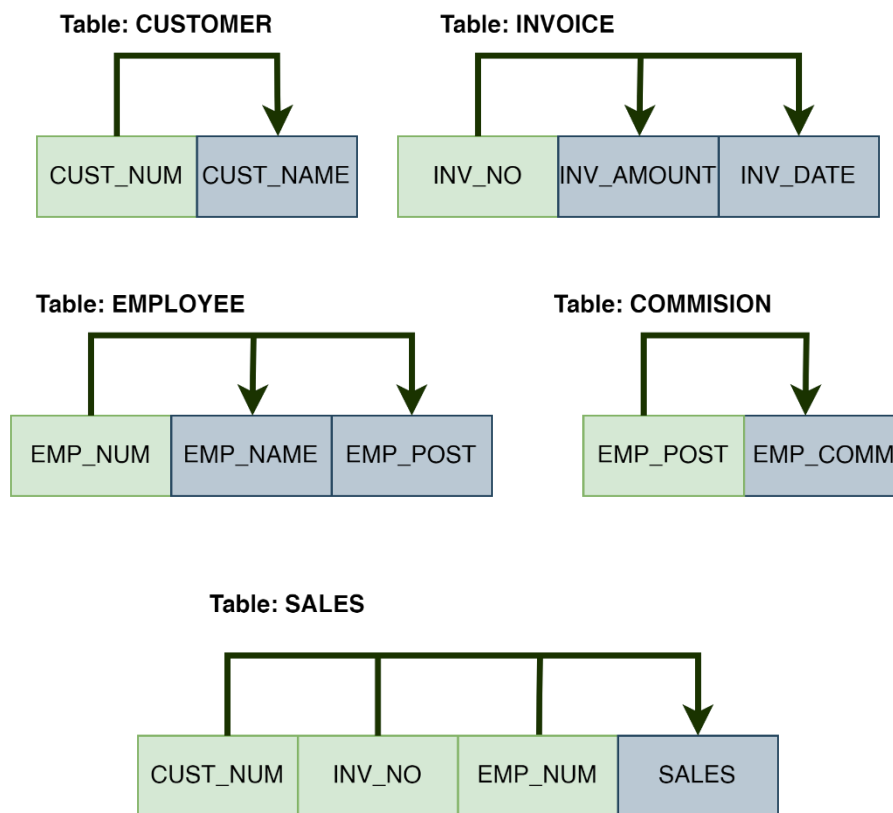 Table: CUSTOMER
Table: INVOICE
CUST_NUM CUST_NAME
INV_NO INV_AMOUNT INV_DATE
Table: EMPLOYEE
Table: COMMISION
EMP_NUM EMP_NAME EMP_POST
EMP_POST EMP_COMM
Table: SALES
CUST_NUM INV_NO EMP_NUM SALES